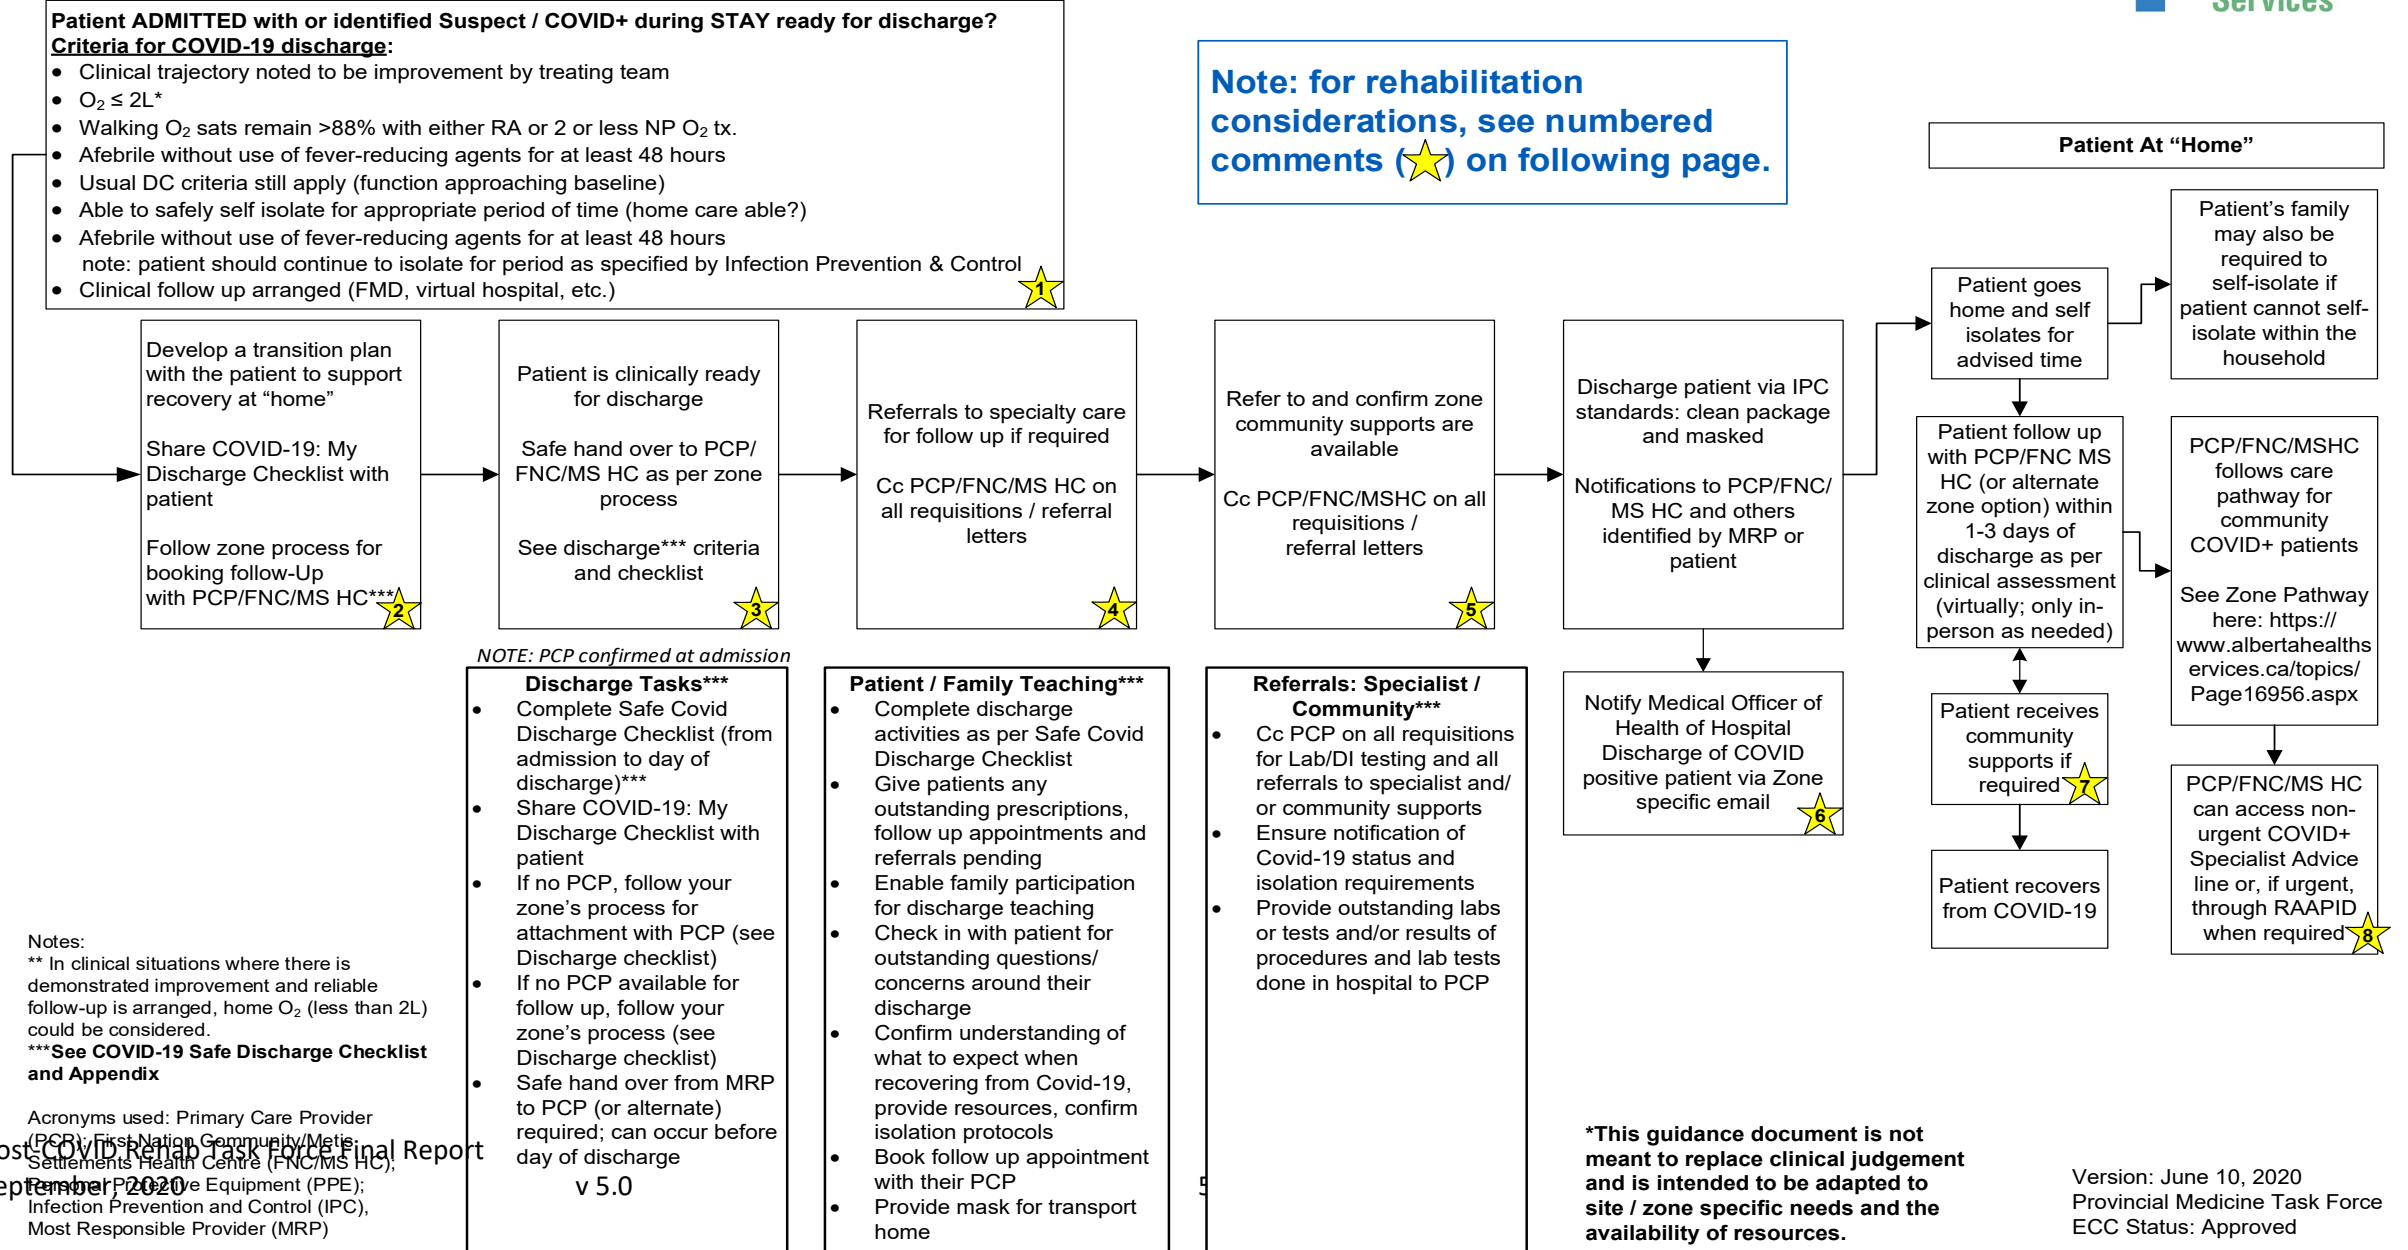 Services
Patient ADMITTED with or identified Suspect / COVID+ during STAY ready for discharge?
Criteria for COVID-19 discharge:
• Clinical trajectory noted to be improvement by treating team
• O₂ ≤ 2L*
• Walking O₂ sats remain >88% with either RA or 2 or less NP O₂ tx.
• Afebrile without use of fever-reducing agents for at least 48 hours
• Usual DC criteria still apply (function approaching baseline)
• Able to safely self isolate for appropriate period of time (home care able?)
• Afebrile without use of fever-reducing agents for at least 48 hours
note: patient should continue to isolate for period as specified by Infection Prevention & Control
• Clinical follow up arranged (FMD, virtual hospital, etc.)
1
Note: for rehabilitation
considerations, see numbered
comments ( ) on following page.
Patient At “Home”
Develop a transition plan
with the patient to support
recovery at “home”
Share COVID-19: My
Discharge Checklist with
patient
Follow zone process for
booking follow-Up
with PCP/FNC/MS HC***
2
Patient is clinically ready
for discharge
Safe hand over to PCP/
FNC/MS HC as per zone
process
See discharge*** criteria
and checklist
3
Referrals to specialty care
for follow up if required
Cc PCP/FNC/MS HC on
all requisitions / referral
letters
4
Refer to and confirm zone
community supports are
available
Cc PCP/FNC/MSHC on all
requisitions /
referral letters
5
Discharge patient via IPC
standards: clean package
and masked
Notifications to PCP/FNC/
MS HC and others
identified by MRP or
patient
Notify Medical Officer of
Health of Hospital
Discharge of COVID
positive patient via Zone
specific email
6
Patient goes
home and self
isolates for
advised time
Patient’s family
may also be
required to
self-isolate if
patient cannot self-
isolate within the
household
Patient follow up
with PCP/FNC MS
HC (or alternate
zone option) within
1-3 days of
discharge as per
clinical assessment
(virtually; only in-
person as needed)
PCP/FNC/MSHC
follows care
pathway for
community
COVID+ patients
See Zone Pathway
here: https://
www.albertahealths
ervices.ca/topics/
Page16956.aspx
Patient receives
community
supports if
required
7
Patient recovers
from COVID-19
PCP/FNC/MS HC
can access non-
urgent COVID+
Specialist Advice
line or, if urgent,
through RAAPID
when required
8
NOTE: PCP confirmed at admission
Discharge Tasks***
• Complete Safe Covid
Discharge Checklist (from
admission to day of
discharge)***
• Share COVID-19: My
Discharge Checklist with
patient
• If no PCP, follow your
zone’s process for
attachment with PCP (see
Discharge checklist)
• If no PCP available for
follow up, follow your
zone’s process (see
Discharge checklist)
• Safe hand over from MRP
to PCP (or alternate)
required; can occur before
day of discharge
Patient / Family Teaching***
• Complete discharge
activities as per Safe Covid
Discharge Checklist
• Give patients any
outstanding prescriptions,
follow up appointments and
referrals pending
• Enable family participation
for discharge teaching
• Check in with patient for
outstanding questions/
concerns around their
discharge
• Confirm understanding of
what to expect when
recovering from Covid-19,
provide resources, confirm
isolation protocols
• Book follow up appointment
with their PCP
• Provide mask for transport
home
Referrals: Specialist /
Community***
• Cc PCP on all requisitions
for Lab/DI testing and all
referrals to specialist and/
or community supports
• Ensure notification of
Covid-19 status and
isolation requirements
• Provide outstanding labs
or tests and/or results of
procedures and lab tests
done in hospital to PCP
Notes:
** In clinical situations where there is
demonstrated improvement and reliable
follow-up is arranged, home O₂ (less than 2L)
could be considered.
***See COVID-19 Safe Discharge Checklist
and Appendix
Acronyms used: Primary Care Provider
(PCP); First Nation Community/Metis
Settlements Health Centre (FNC/MS HC);
Personal Protective Equipment (PPE);
Infection Prevention and Control (IPC),
Most Responsible Provider (MRP)
ost-COVID Rehab Task Force Final Report
eptember, 2020
v 5.0
*This guidance document is not
meant to replace clinical judgement
and is intended to be adapted to
site / zone specific needs and the
availability of resources.
Version: June 10, 2020
Provincial Medicine Task Force
ECC Status: Approved